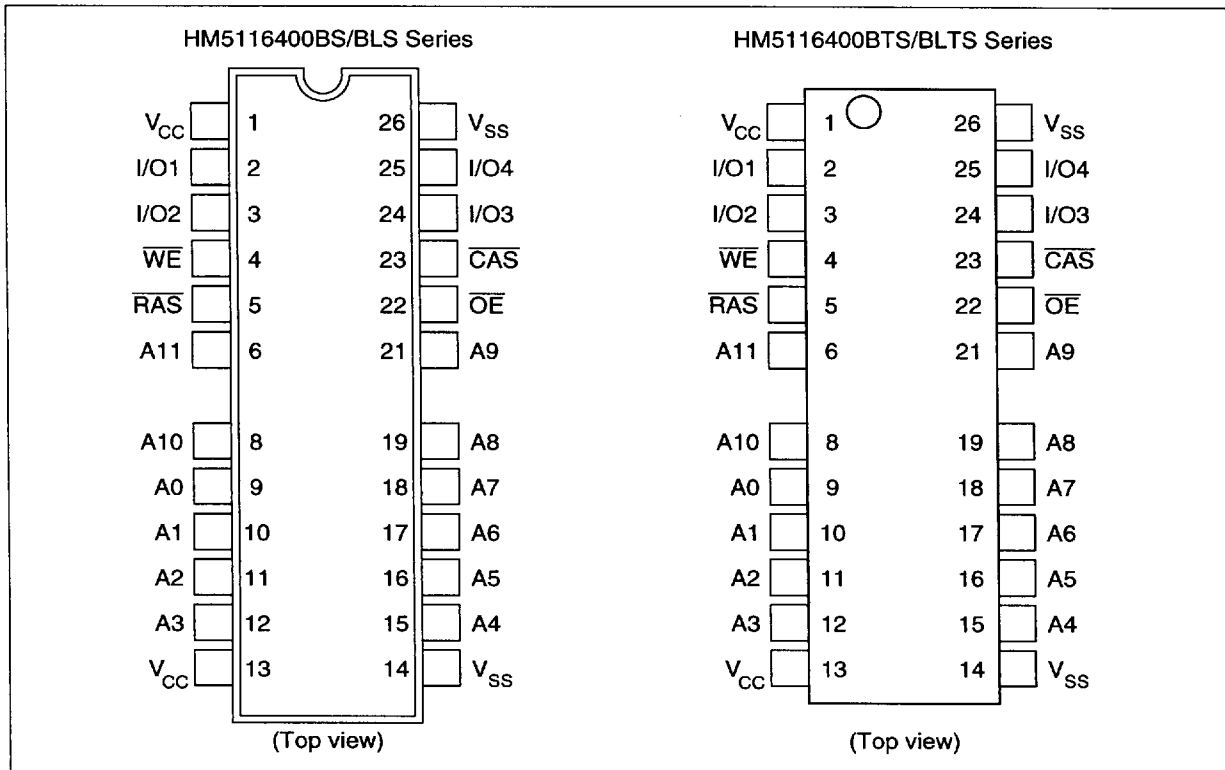 HM5116400BS/BLS Series
VCC 1 26 VSS
I/O1 2 25 I/O4
I/O2 3 24 I/O3
WE 4 23 CAS
RAS 5 22 OE
A11 6 21 A9
A10 8 19 A8
A0 9 18 A7
A1 10 17 A6
A2 11 16 A5
A3 12 15 A4
VCC 13 14 VSS
(Top view)
HM5116400BTS/BLTS Series
VCC 1 26 VSS
I/O1 2 25 I/O4
I/O2 3 24 I/O3
WE 4 23 CAS
RAS 5 22 OE
A11 6 21 A9
A10 8 19 A8
A0 9 18 A7
A1 10 17 A6
A2 11 16 A5
A3 12 15 A4
VCC 13 14 VSS
(Top view)